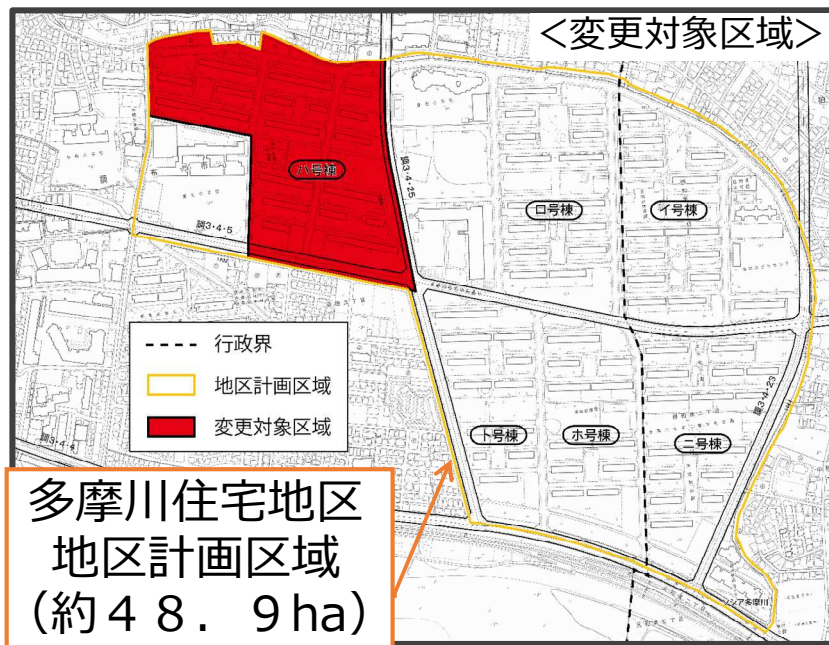 ＜変更対象区域＞
ハ号棟
調3・4・25
ロ号棟
イ号棟
調3・4・5
布
市
調
行政界
地区計画区域
変更対象区域
ト号棟
ホ号棟
ニ号棟
調3・4・23
調3・4・4
多摩川住宅地区
地区計画区域
（約４８．９ha）